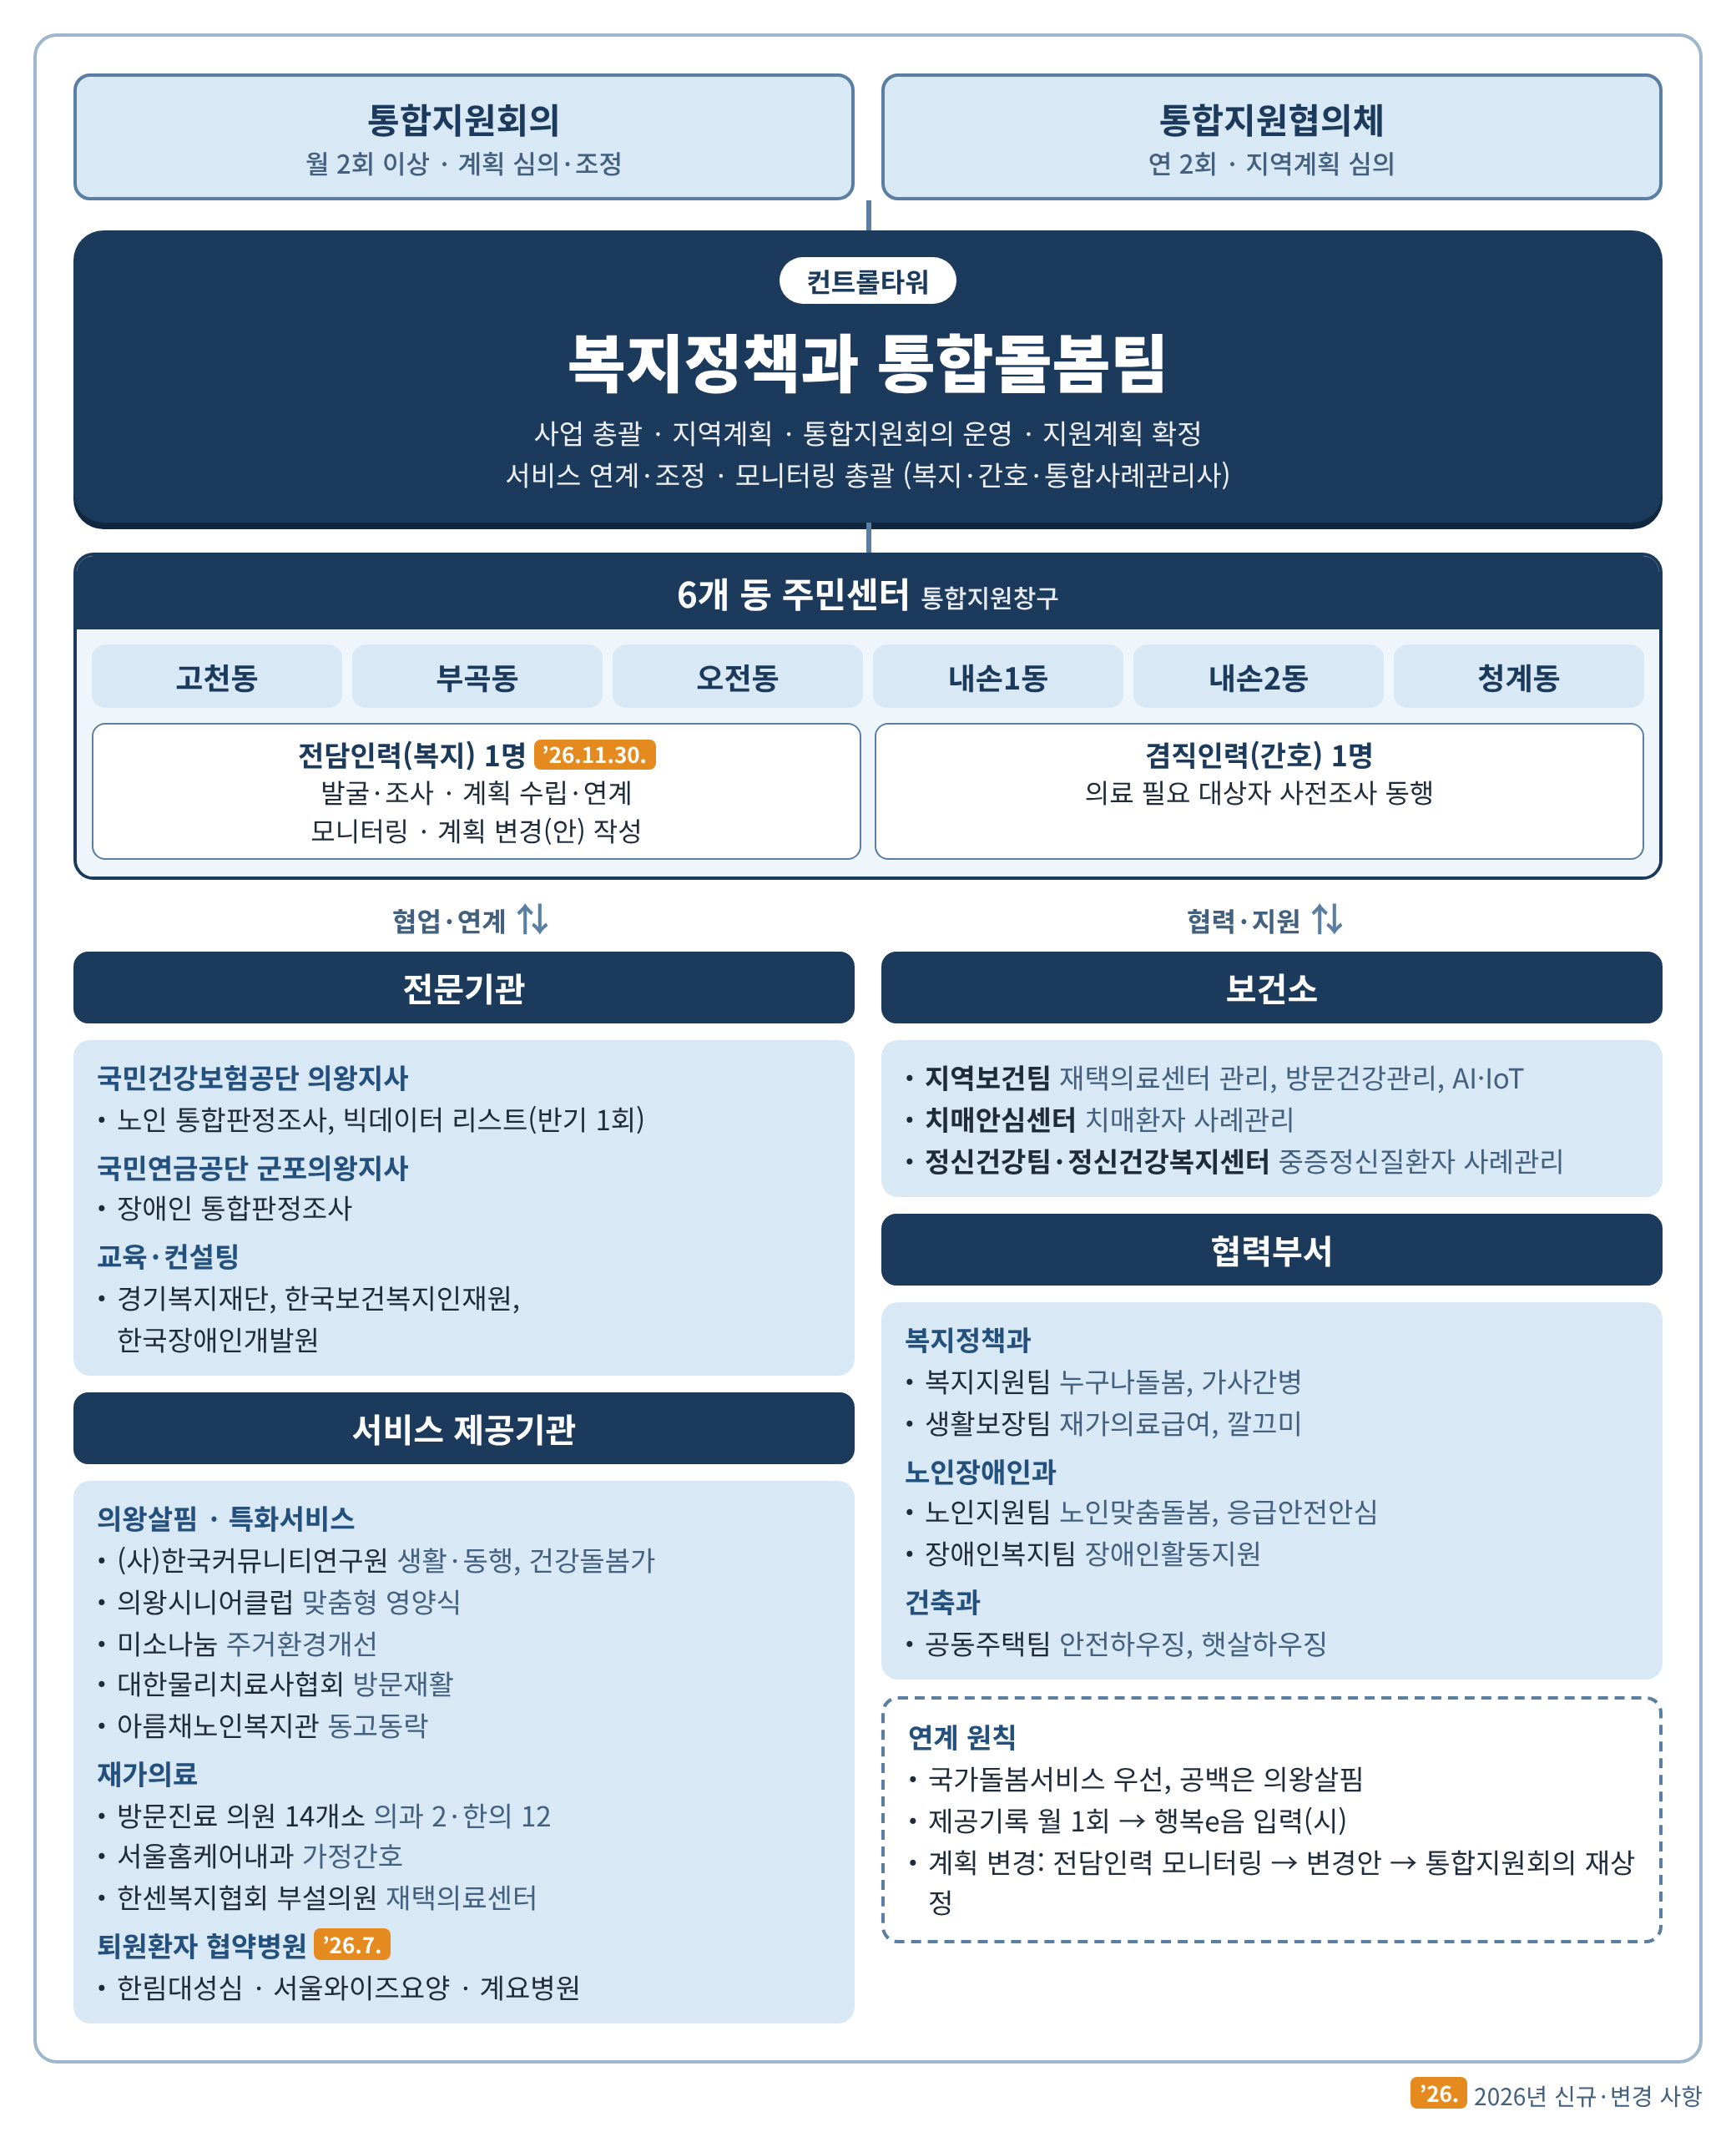 통합지원회의
월 2회 이상 · 계획 심의·조정
통합지원협의체
연 2회 · 지역계획 심의
컨트롤타워
복지정책과 통합돌봄팀
사업 총괄 · 지역계획 · 통합지원회의 운영 · 지원계획 확정
서비스 연계·조정 · 모니터링 총괄 (복지·간호·통합사례관리사)
6개 동 주민센터 통합지원창구
고천동
부곡동
오전동
내손1동
내손2동
청계동
전담인력(복지) 1명 ’26.11.30.
발굴·조사 · 계획 수립·연계
모니터링 · 계획 변경(안) 작성
겸직인력(간호) 1명
의료 필요 대상자 사전조사 동행
협업·연계 ⇅
협력·지원 ⇅
전문기관
국민건강보험공단 의왕지사
• 노인 통합판정조사, 빅데이터 리스트(반기 1회)
국민연금공단 군포의왕지사
• 장애인 통합판정조사
교육·컨설팅
• 경기복지재단, 한국보건복지인재원,
한국장애인개발원
서비스 제공기관
의왕살핌 · 특화서비스
• (사)한국커뮤니티연구원 생활·동행, 건강돌봄가
• 의왕시니어클럽 맞춤형 영양식
• 미소나눔 주거환경개선
• 대한물리치료사협회 방문재활
• 아름채노인복지관 동고동락
재가의료
• 방문진료 의원 14개소 의과 2·한의 12
• 서울홈케어내과 가정간호
• 한센복지협회 부설의원 재택의료센터
퇴원환자 협약병원 ’26.7.
• 한림대성심 · 서울와이즈요양 · 계요병원
보건소
• 지역보건팀 재택의료센터 관리, 방문건강관리, AI·IoT
• 치매안심센터 치매환자 사례관리
• 정신건강팀·정신건강복지센터 중증정신질환자 사례관리
협력부서
복지정책과
• 복지지원팀 누구나돌봄, 가사간병
• 생활보장팀 재가의료급여, 깔끄미
노인장애인과
• 노인지원팀 노인맞춤돌봄, 응급안전안심
• 장애인복지팀 장애인활동지원
건축과
• 공동주택팀 안전하우징, 햇살하우징
연계 원칙
• 국가돌봄서비스 우선, 공백은 의왕살핌
• 제공기록 월 1회 → 행복e음 입력(시)
• 계획 변경: 전담인력 모니터링 → 변경안 → 통합지원회의 재상
정
’26. 2026년 신규·변경 사항